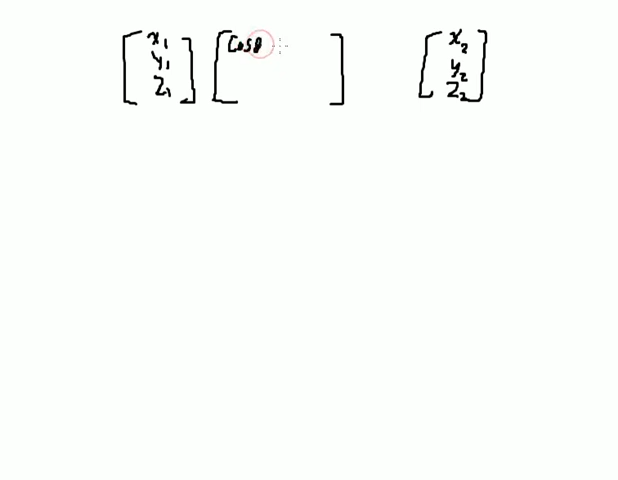 x₁ cosθ x₂
y₁ y₂
z₁ z₂